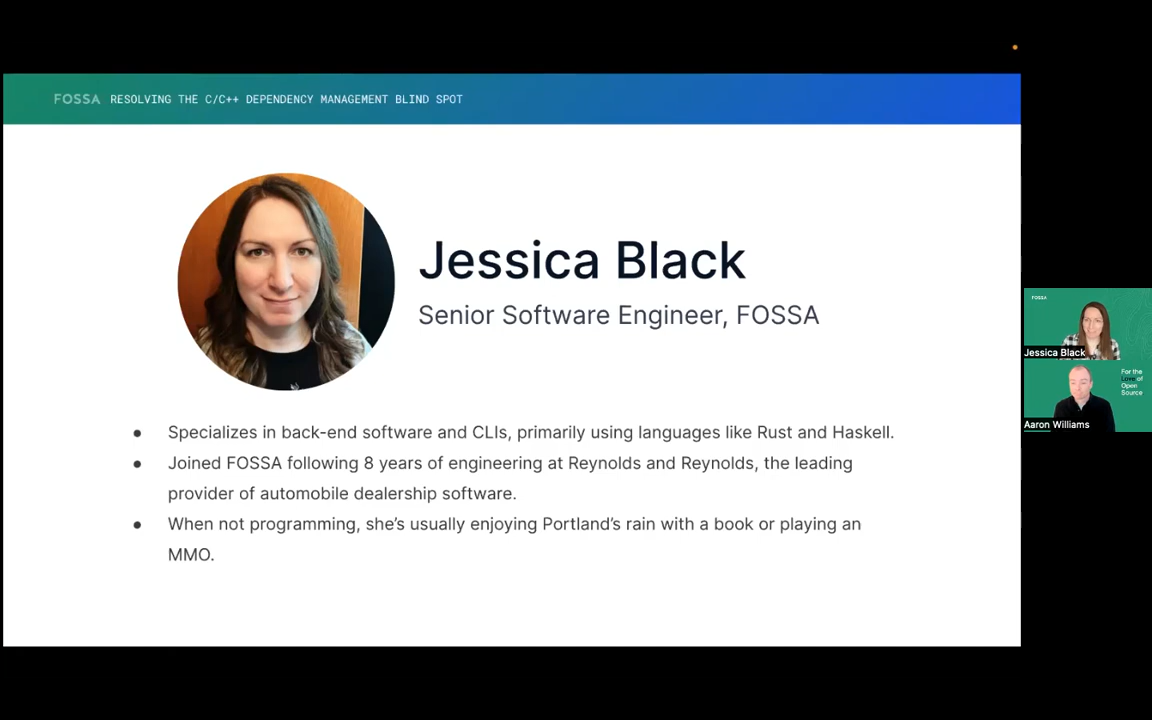 FOSSA RESOLVING THE C/C++ DEPENDENCY MANAGEMENT BLIND SPOT
Jessica Black
Senior Software Engineer, FOSSA
● Specializes in back-end software and CLIs, primarily using languages like Rust and Haskell.
● Joined FOSSA following 8 years of engineering at Reynolds and Reynolds, the leading
provider of automobile dealership software.
● When not programming, she’s usually enjoying Portland’s rain with a book or playing an
MMO.
FOSSA
Jessica Black
For the
Love of
Open
Source
Aaron Williams